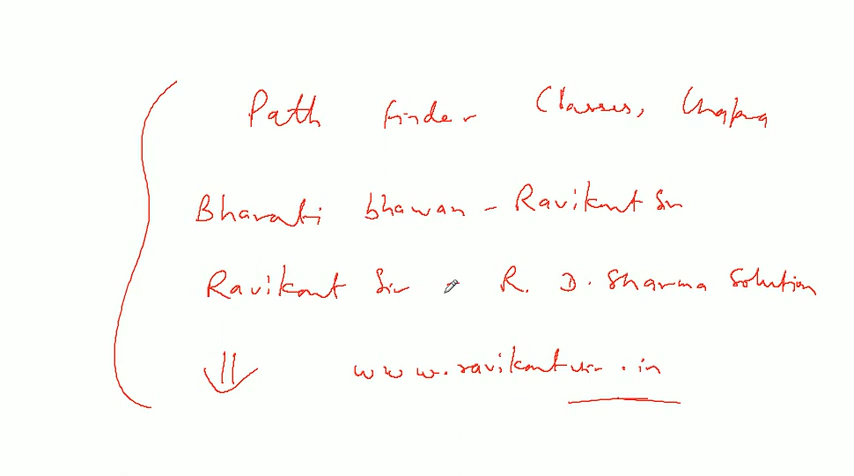 Path finder Classes, Chapra
Bharati bhawan - Ravikant Sir
Ravikant Sir R. D. Sharma Solution
www.ravikantsir.in